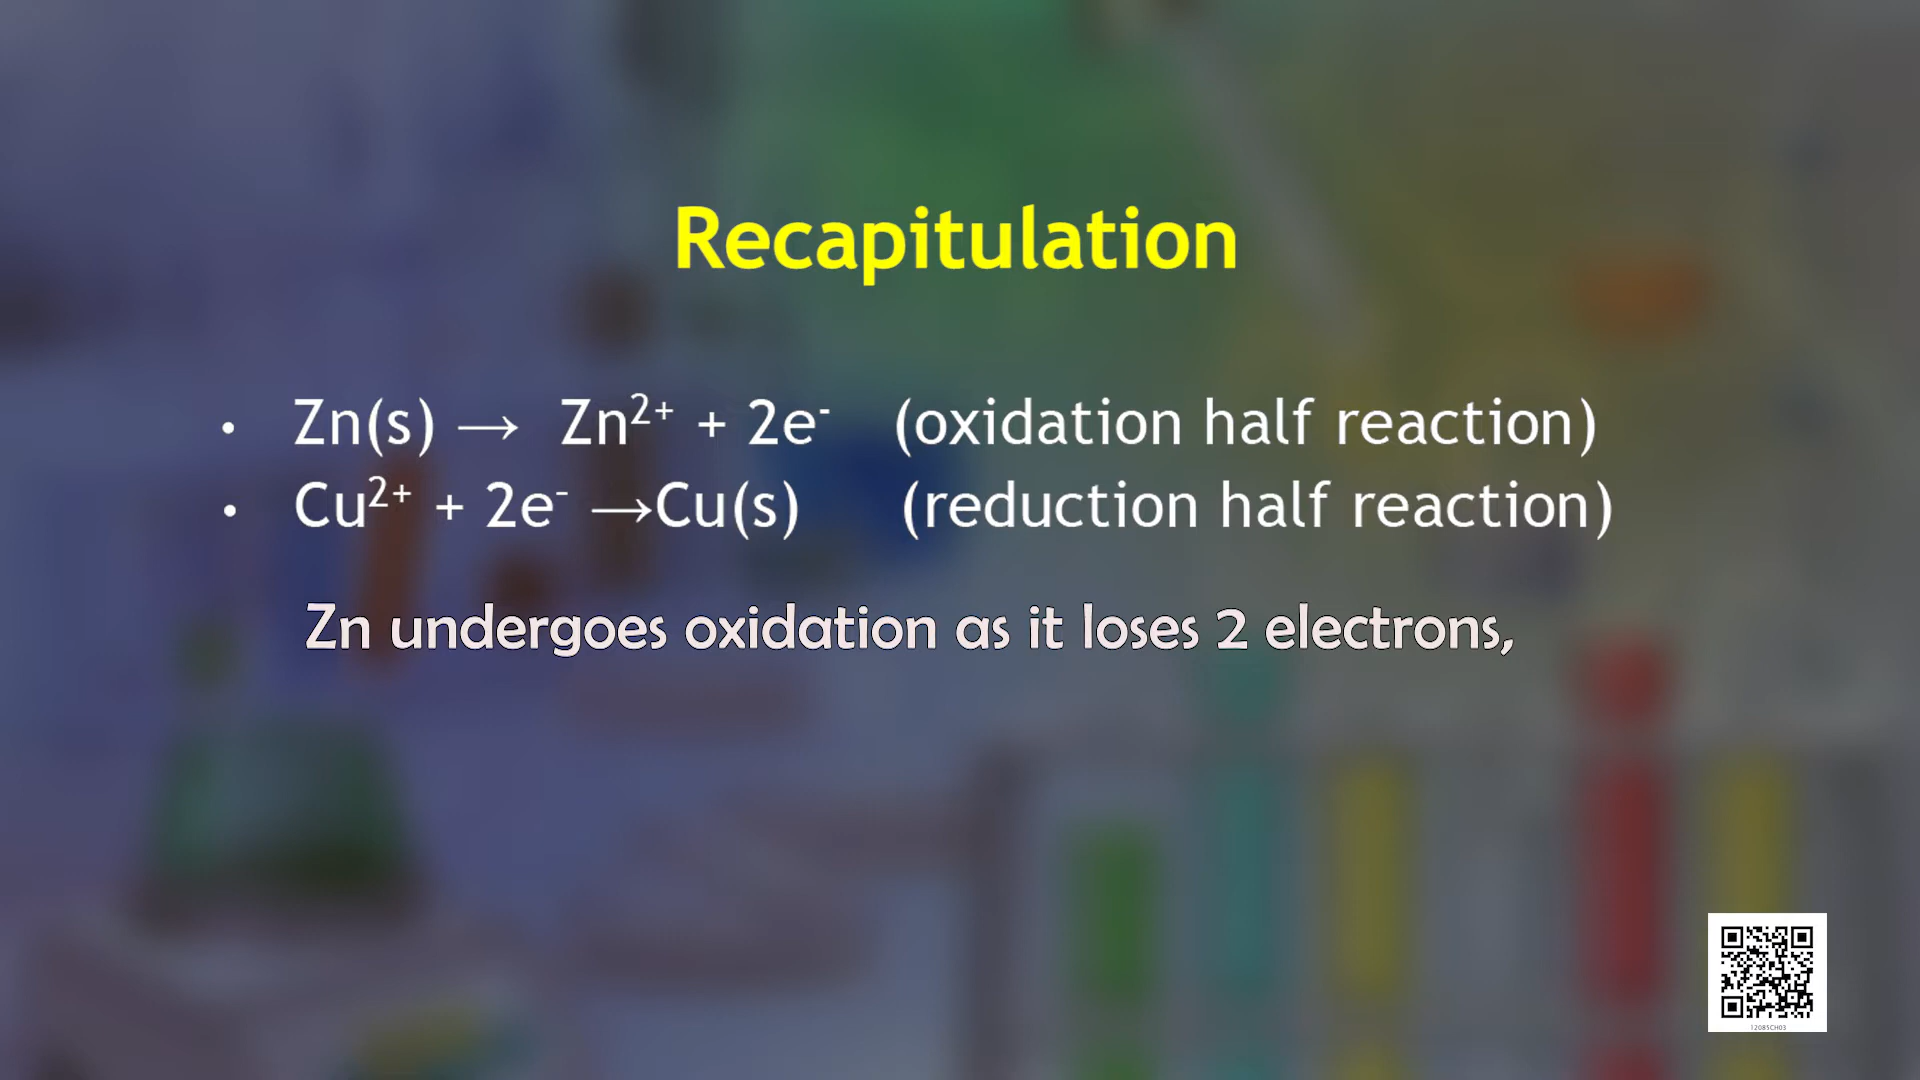 Recapitulation
• Zn(s) → Zn²⁺ + 2e⁻ (oxidation half reaction)
• Cu²⁺ + 2e⁻ →Cu(s) (reduction half reaction)
Zn undergoes oxidation as it loses 2 electrons,
12085CH03